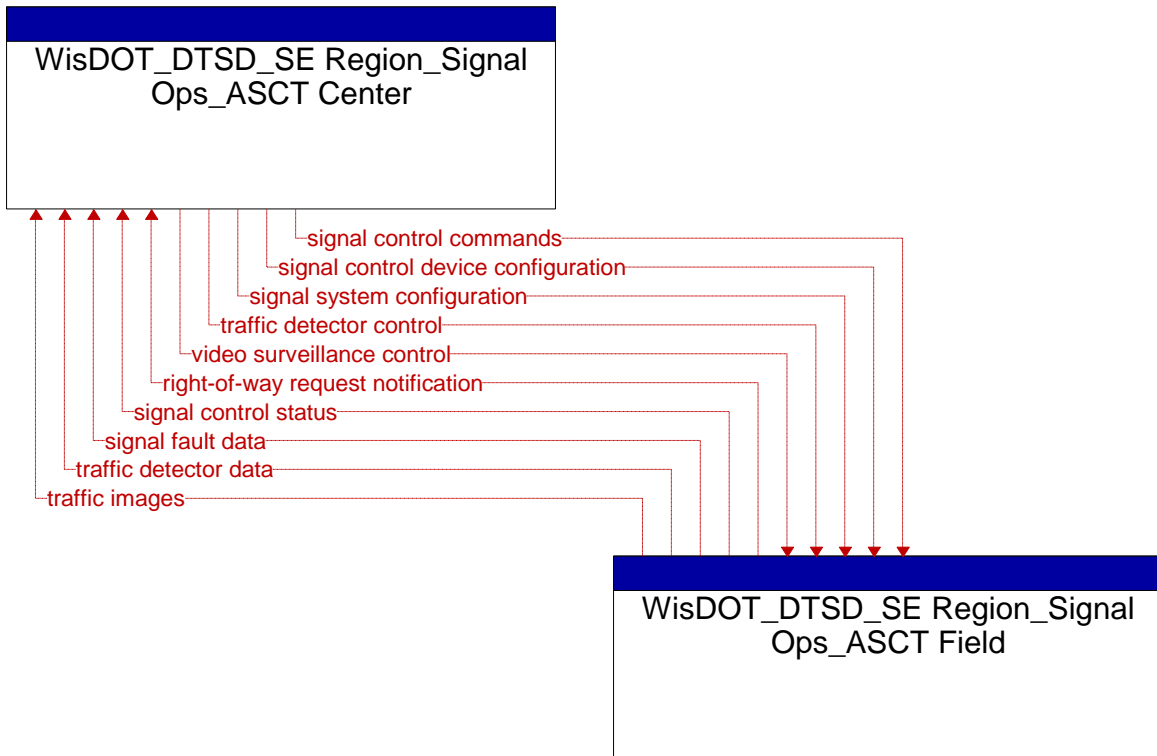 WisDOT_DTSD_SE Region_Signal
Ops_ASCT Center
signal control commands
signal control device configuration
signal system configuration
traffic detector control
video surveillance control
right-of-way request notification
signal control status
signal fault data
traffic detector data
traffic images
WisDOT_DTSD_SE Region_Signal
Ops_ASCT Field